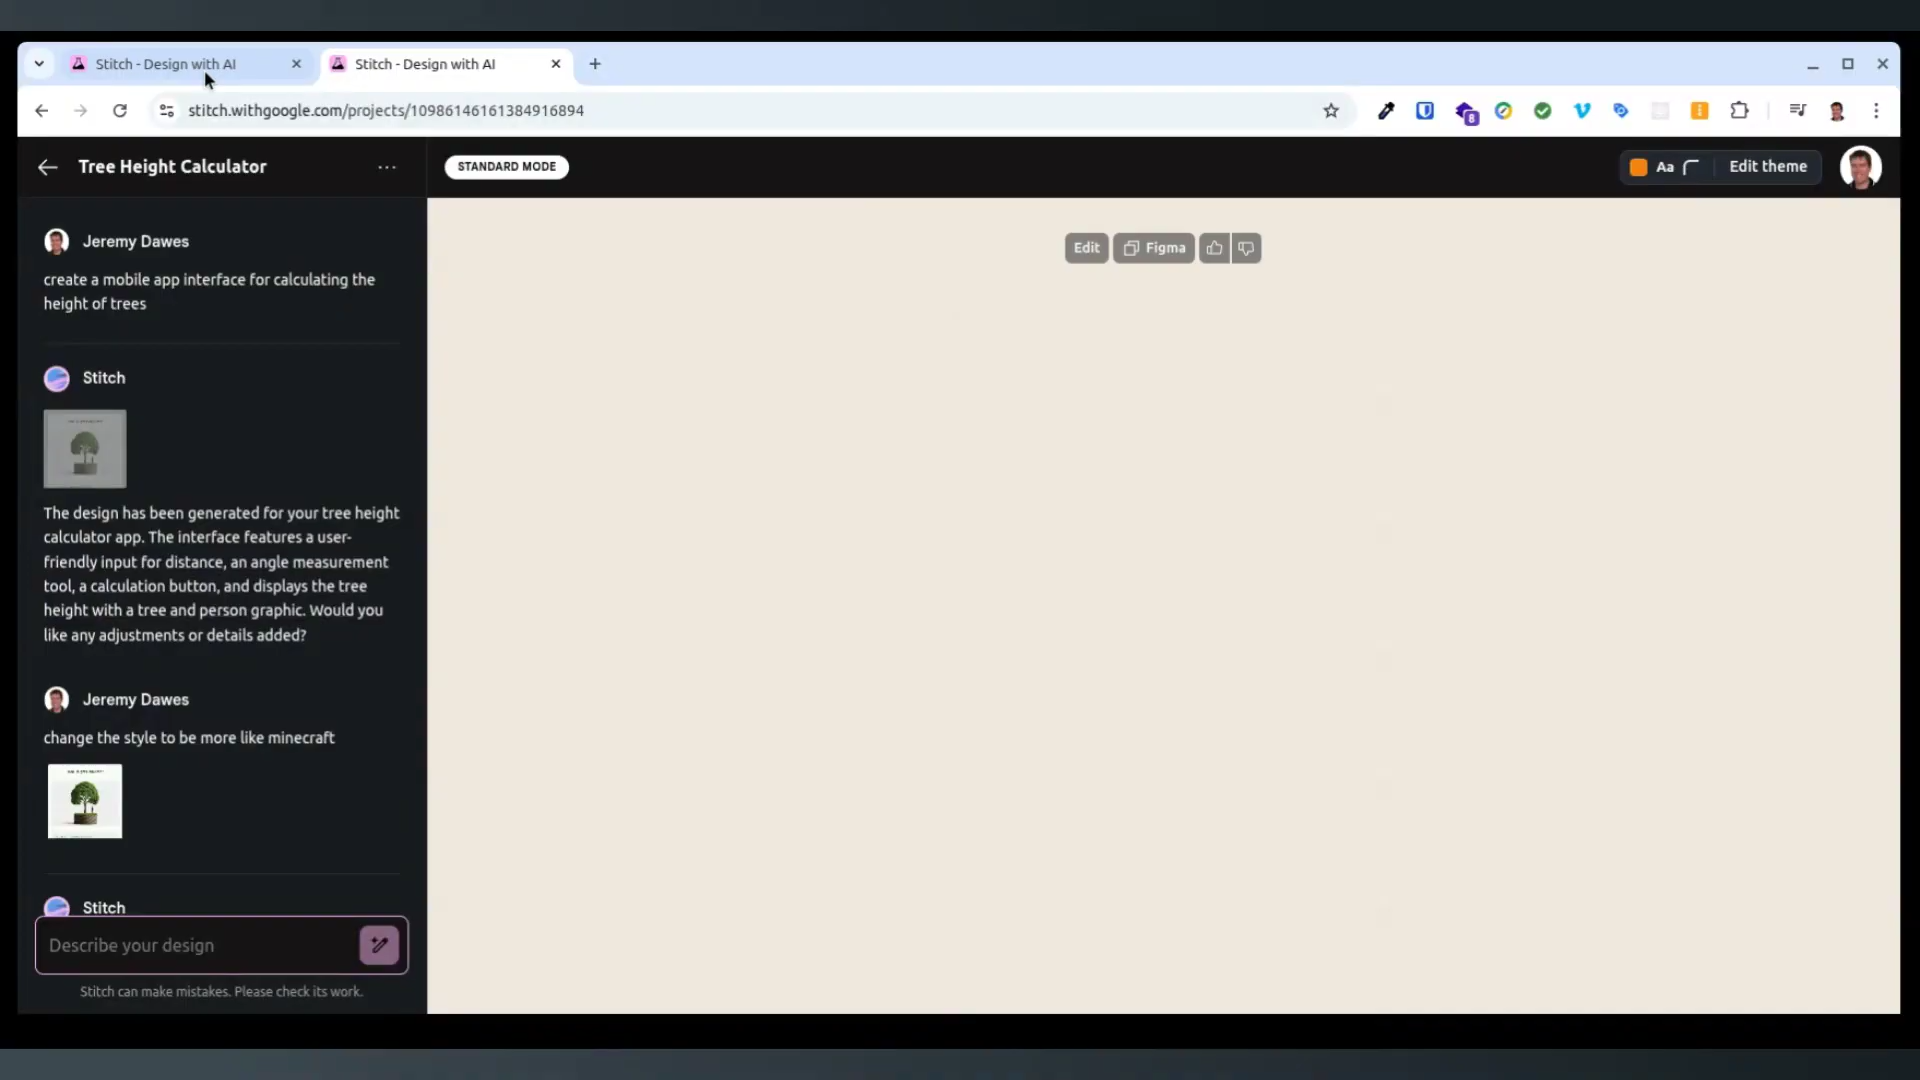 Stitch - Design with AI
Stitch - Design with AI
stitch.withgoogle.com/projects/10986146161384916894
8
Tree Height Calculator
STANDARD MODE
Aa
Edit theme
Jeremy Dawes
create a mobile app interface for calculating the
height of trees
Edit
Figma
Stitch
The design has been generated for your tree height
calculator app. The interface features a user-
friendly input for distance, an angle measurement
tool, a calculation button, and displays the tree
height with a tree and person graphic. Would you
like any adjustments or details added?
Jeremy Dawes
change the style to be more like minecraft
Stitch
Describe your design
Stitch can make mistakes. Please check its work.